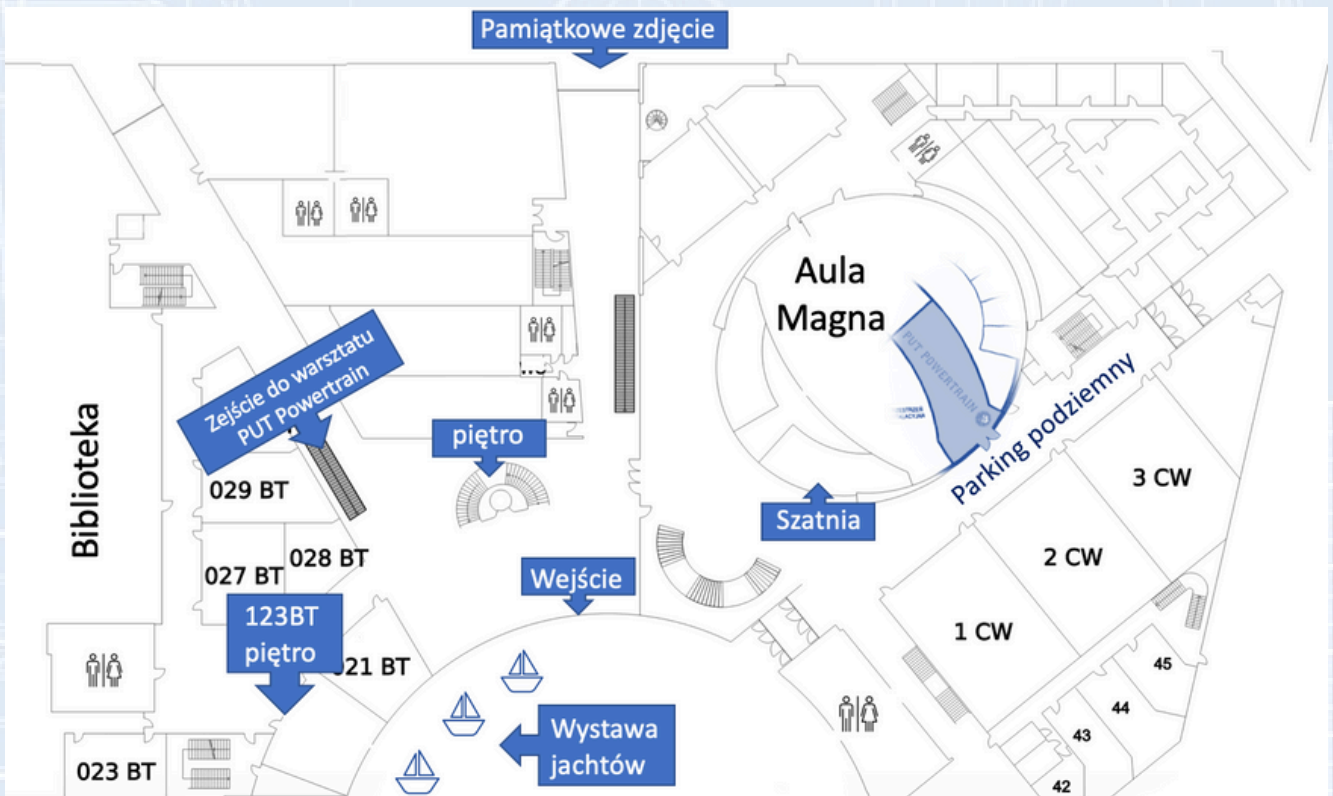 Pamiątkowe zdjęcie
Aula
Magna
PUT POWERTRAIN
Zejście do warsztatu
PUT Powertrain
piętro
Szatnia
Parking podziemny
Biblioteka
029 BT
028 BT
027 BT
3 CW
2 CW
1 CW
Wejście
123BT
piętro
021 BT
45
44
43
42
Wystawa
jachtów
023 BT